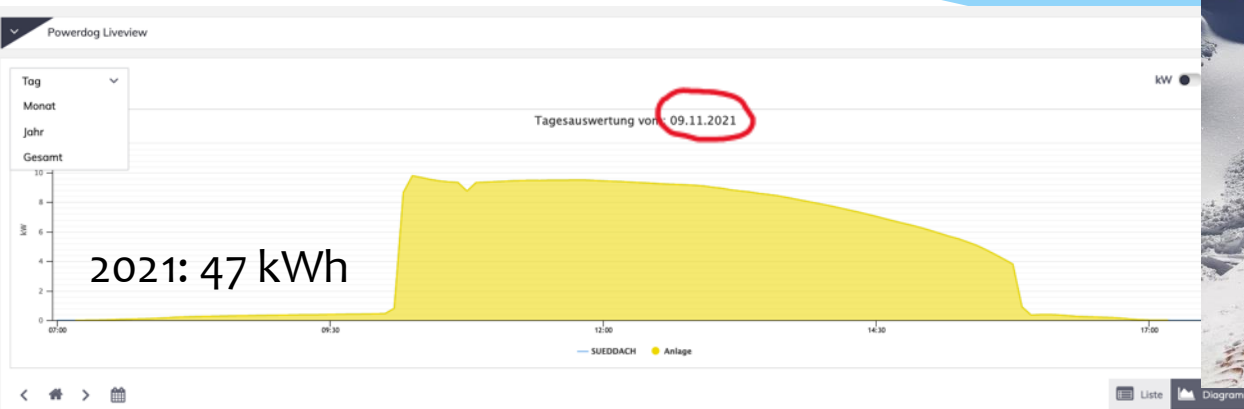 Powerdog Liveview
Tag
kW
Monat
Tagesauswertung vom: 09.11.2021
Jahr
Gesamt
10
8
kW
6
4
2021: 47 kWh
2
0
07:00 09:30 12:00 14:30 17:00
SUEDDACH Anlage
Liste Diagram